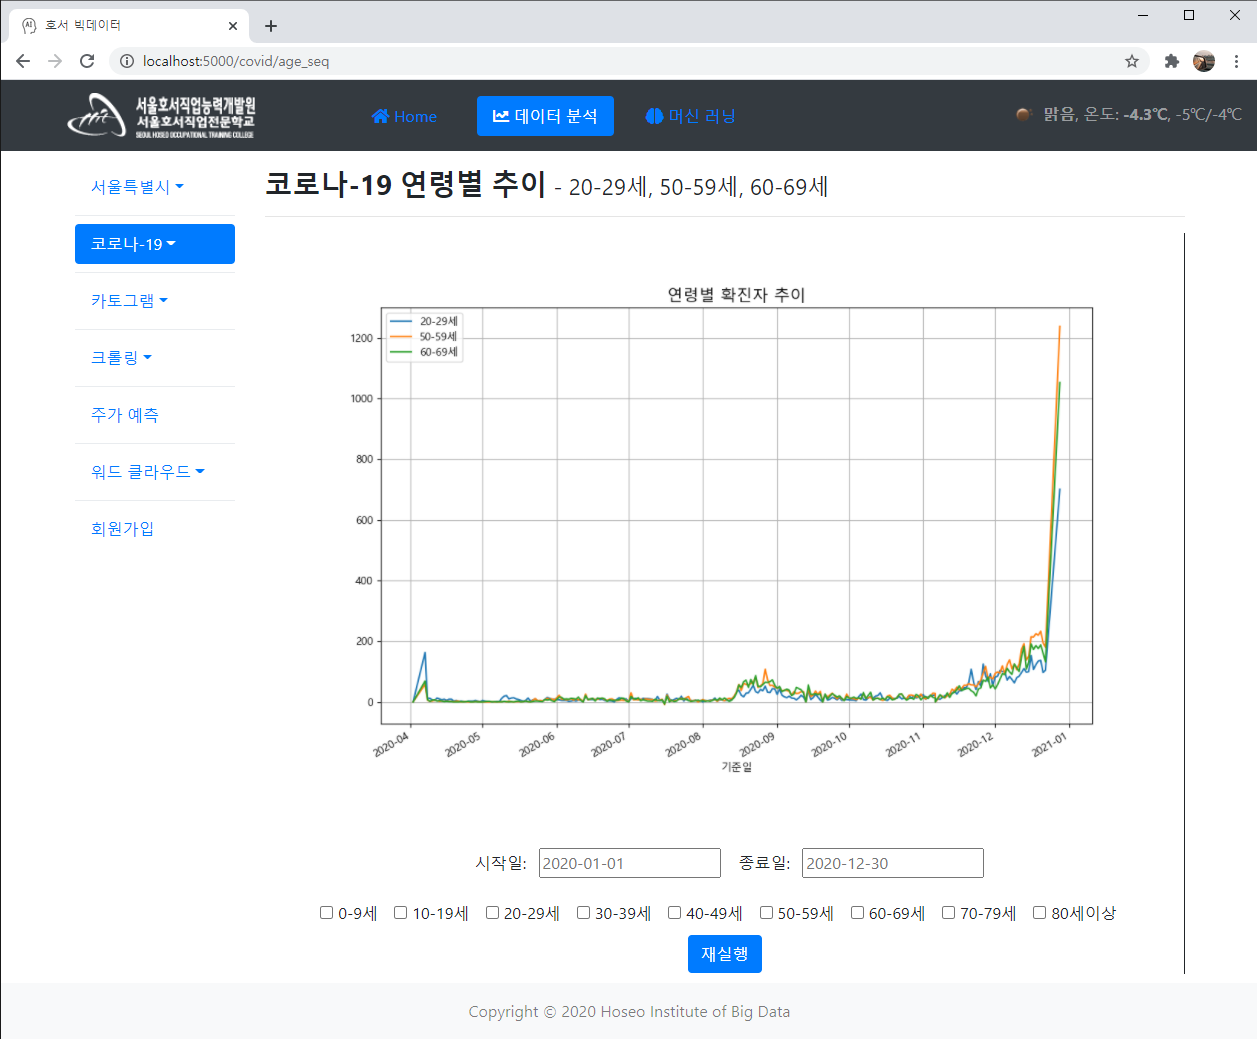 호서 빅데이터
localhost:5000/covid/age_seq
서울호서직업능력개발원
서울호서직업전문학교
SEOUL HOSEO OCCUPATIONAL TRAINING COLLEGE
Home
데이터 분석
머신 러닝
맑음, 온도: -4.3℃, -5℃/-4℃
서울특별시
코로나-19
카토그램
크롤링
주가 예측
워드 클라우드
회원가입
코로나-19 연령별 추이 - 20-29세, 50-59세, 60-69세
연령별 확진자 추이
20-29세
50-59세
60-69세
1200
1000
800
600
400
200
0
2020-04 2020-05 2020-06 2020-07 2020-08 2020-09 2020-10 2020-11 2020-12 2021-01
기준일
시작일: 2020-01-01 종료일: 2020-12-30
0-9세 10-19세 20-29세 30-39세 40-49세 50-59세 60-69세 70-79세 80세이상
재실행
Copyright © 2020 Hoseo Institute of Big Data